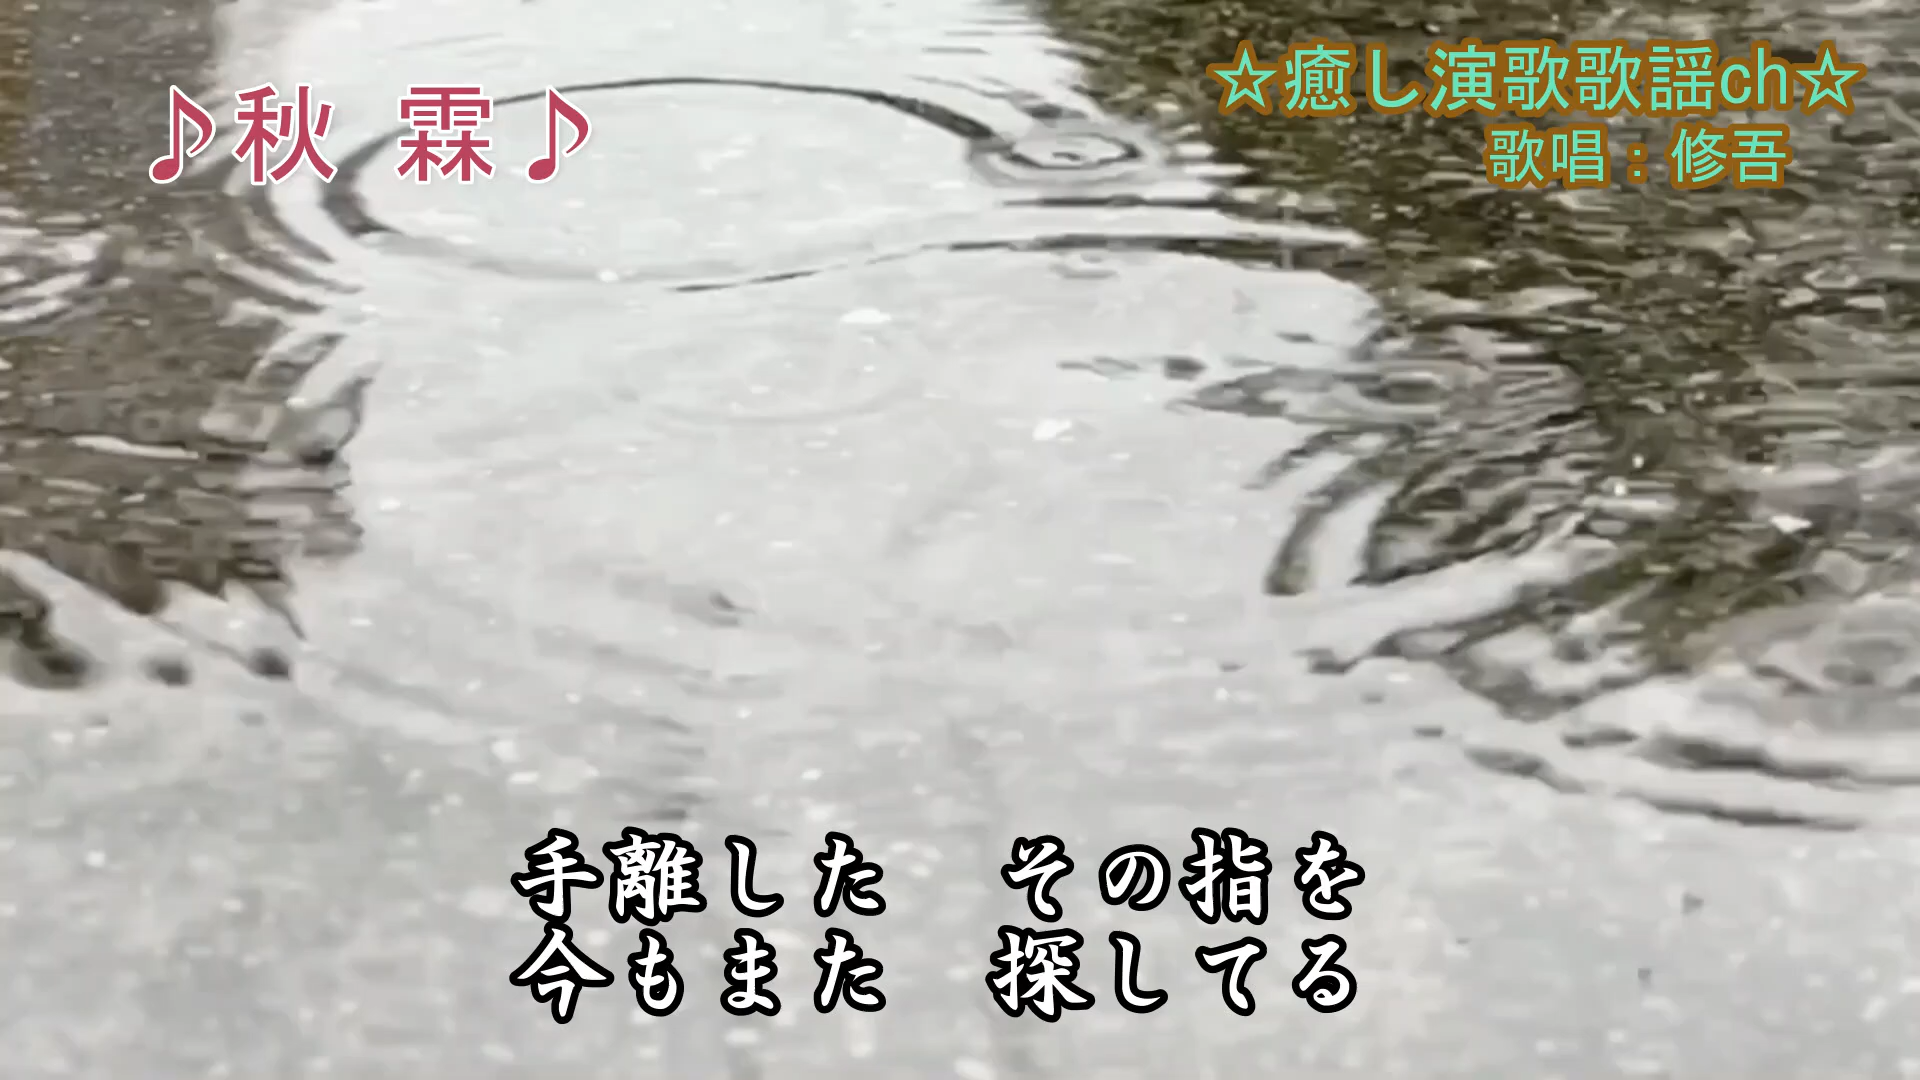 ♪秋 霖♪
☆癒し演歌歌謡ch☆
歌唱：修吾
手離した　その指を
今もまた　探してる